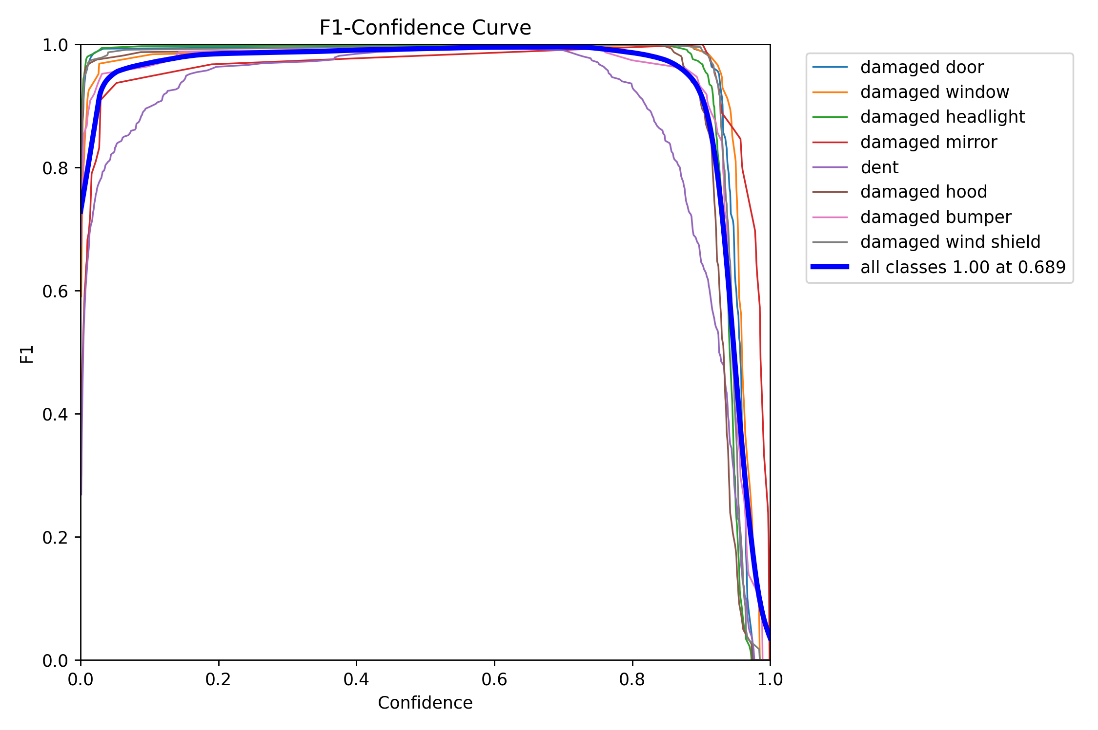 F1-Confidence Curve
1.0
0.8
0.6
0.4
0.2
0.0
F1
0.0 0.2 0.4 0.6 0.8 1.0
Confidence
damaged door
damaged window
damaged headlight
damaged mirror
dent
damaged hood
damaged bumper
damaged wind shield
all classes 1.00 at 0.689